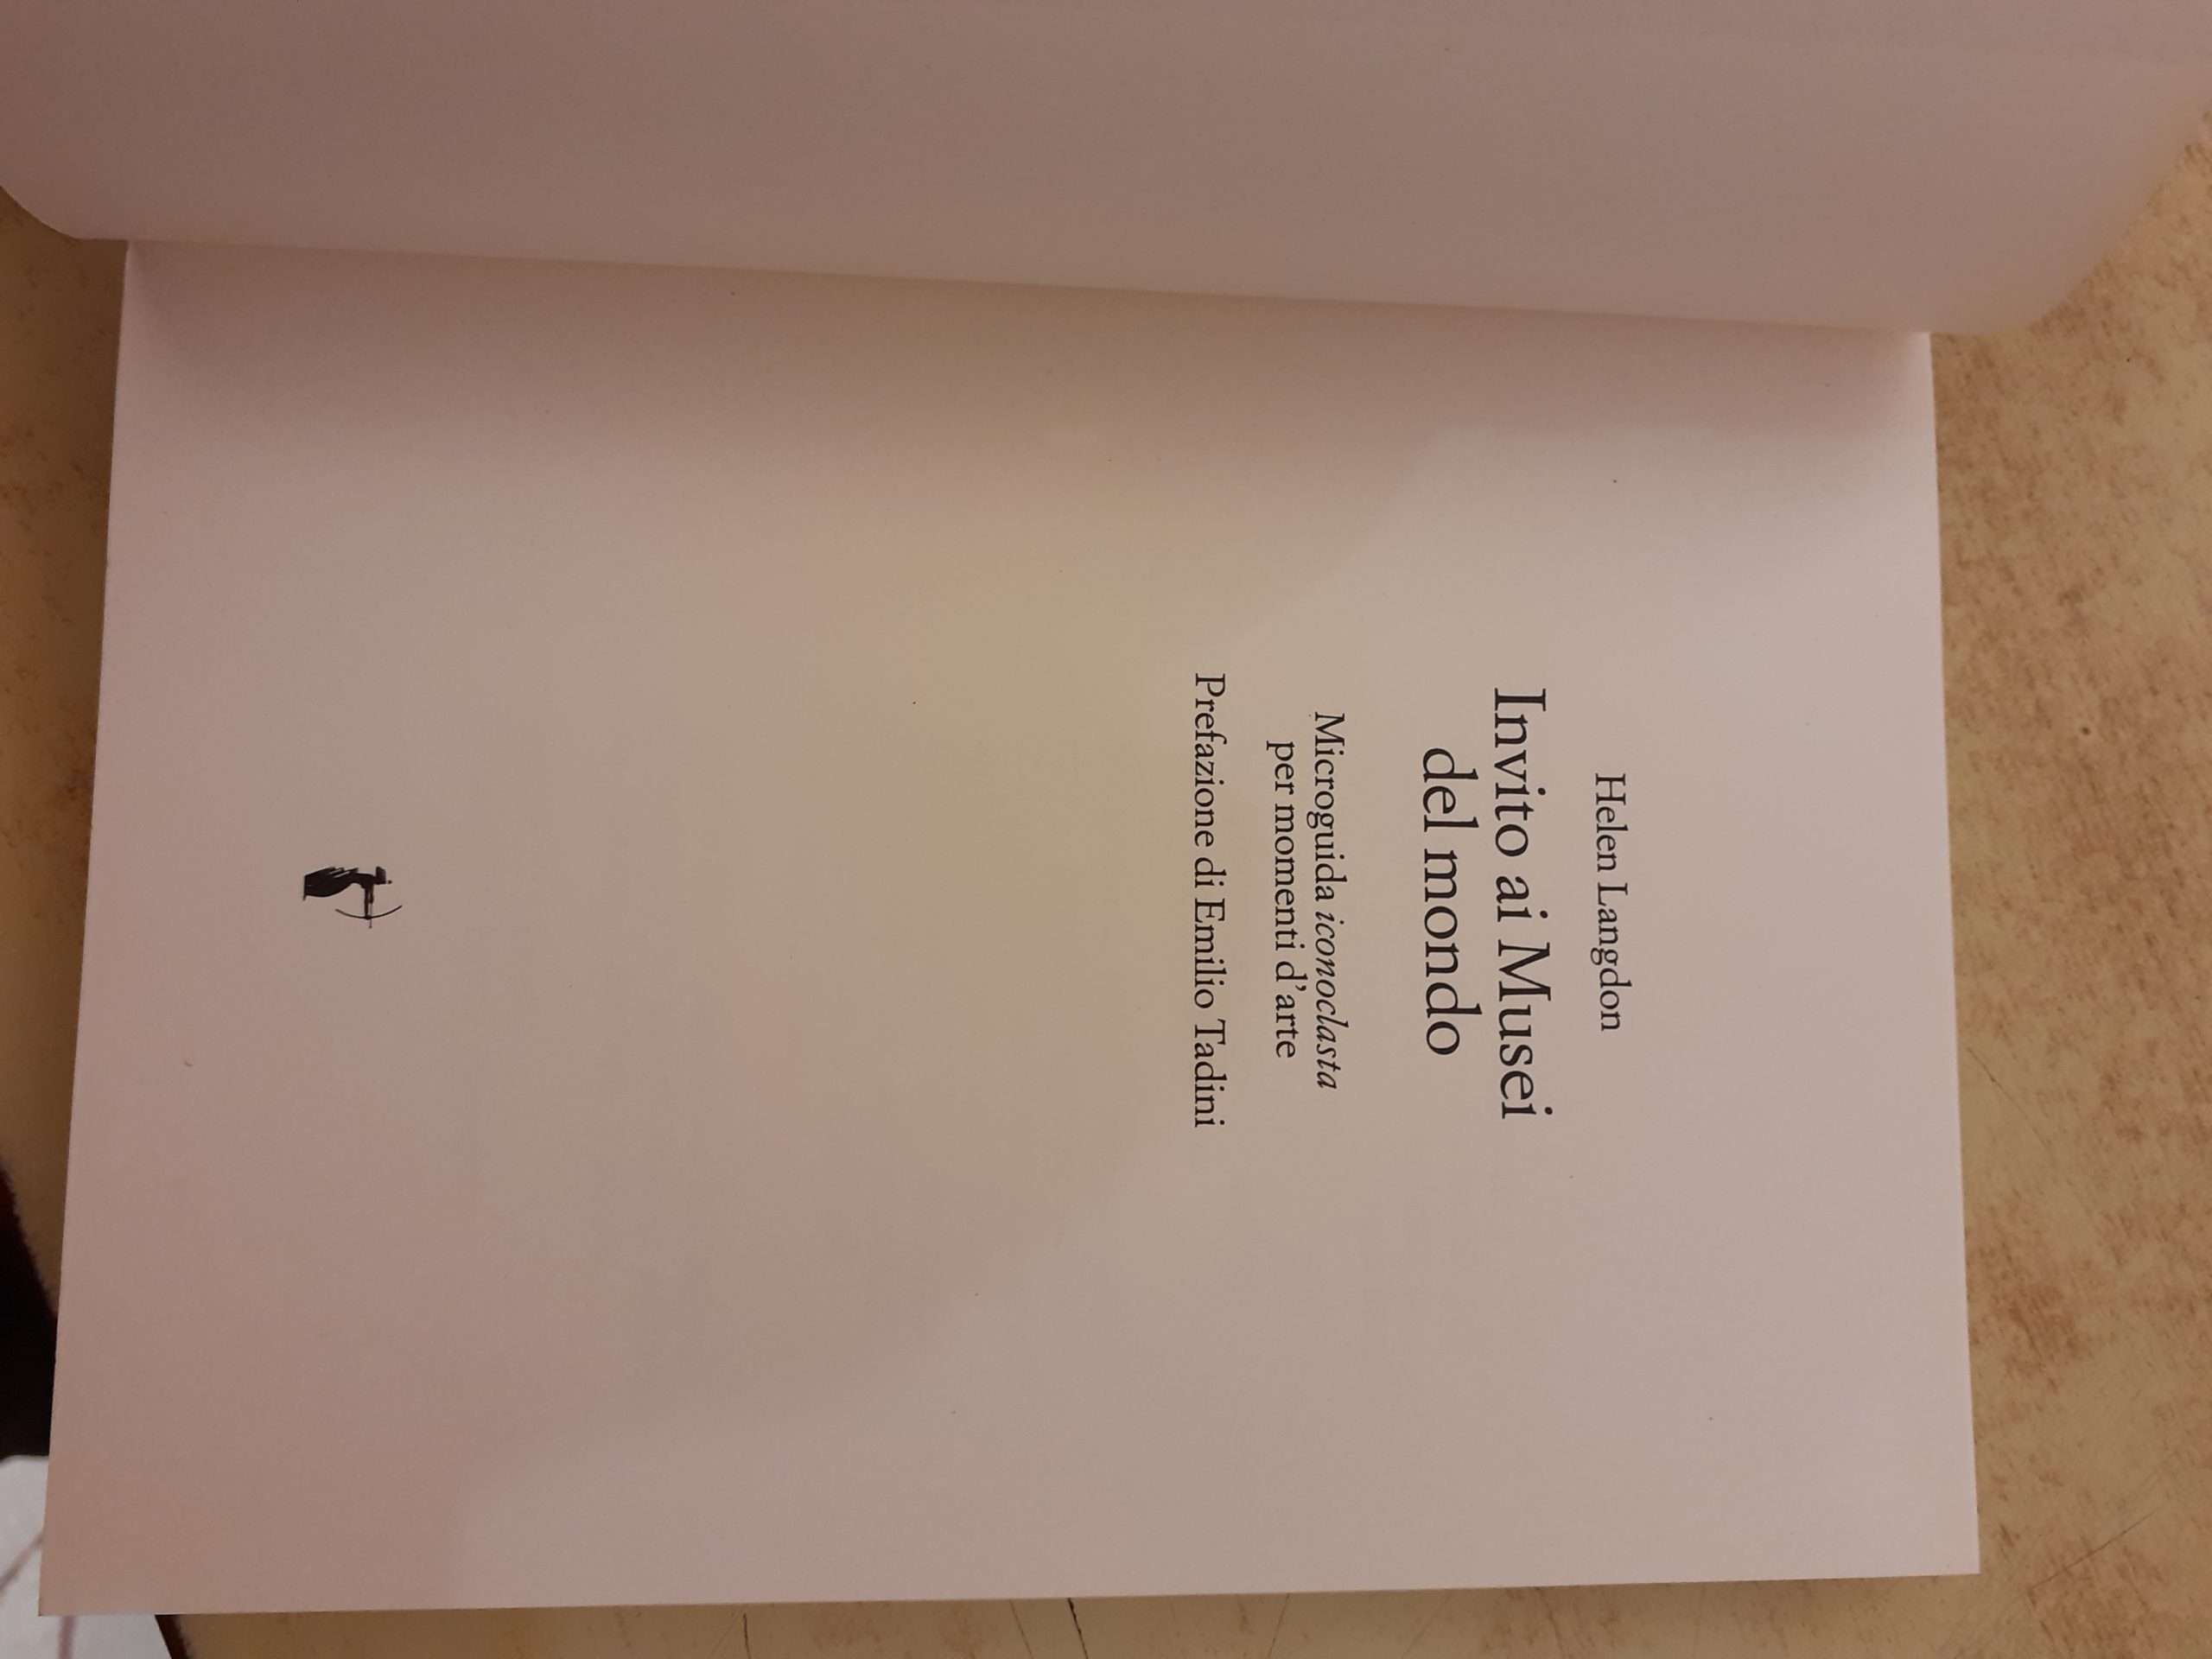 Helen Langdon
Invito ai Musei
del mondo
Microguida iconoclasta
per momenti d'arte
Prefazione di Emilio Tadini